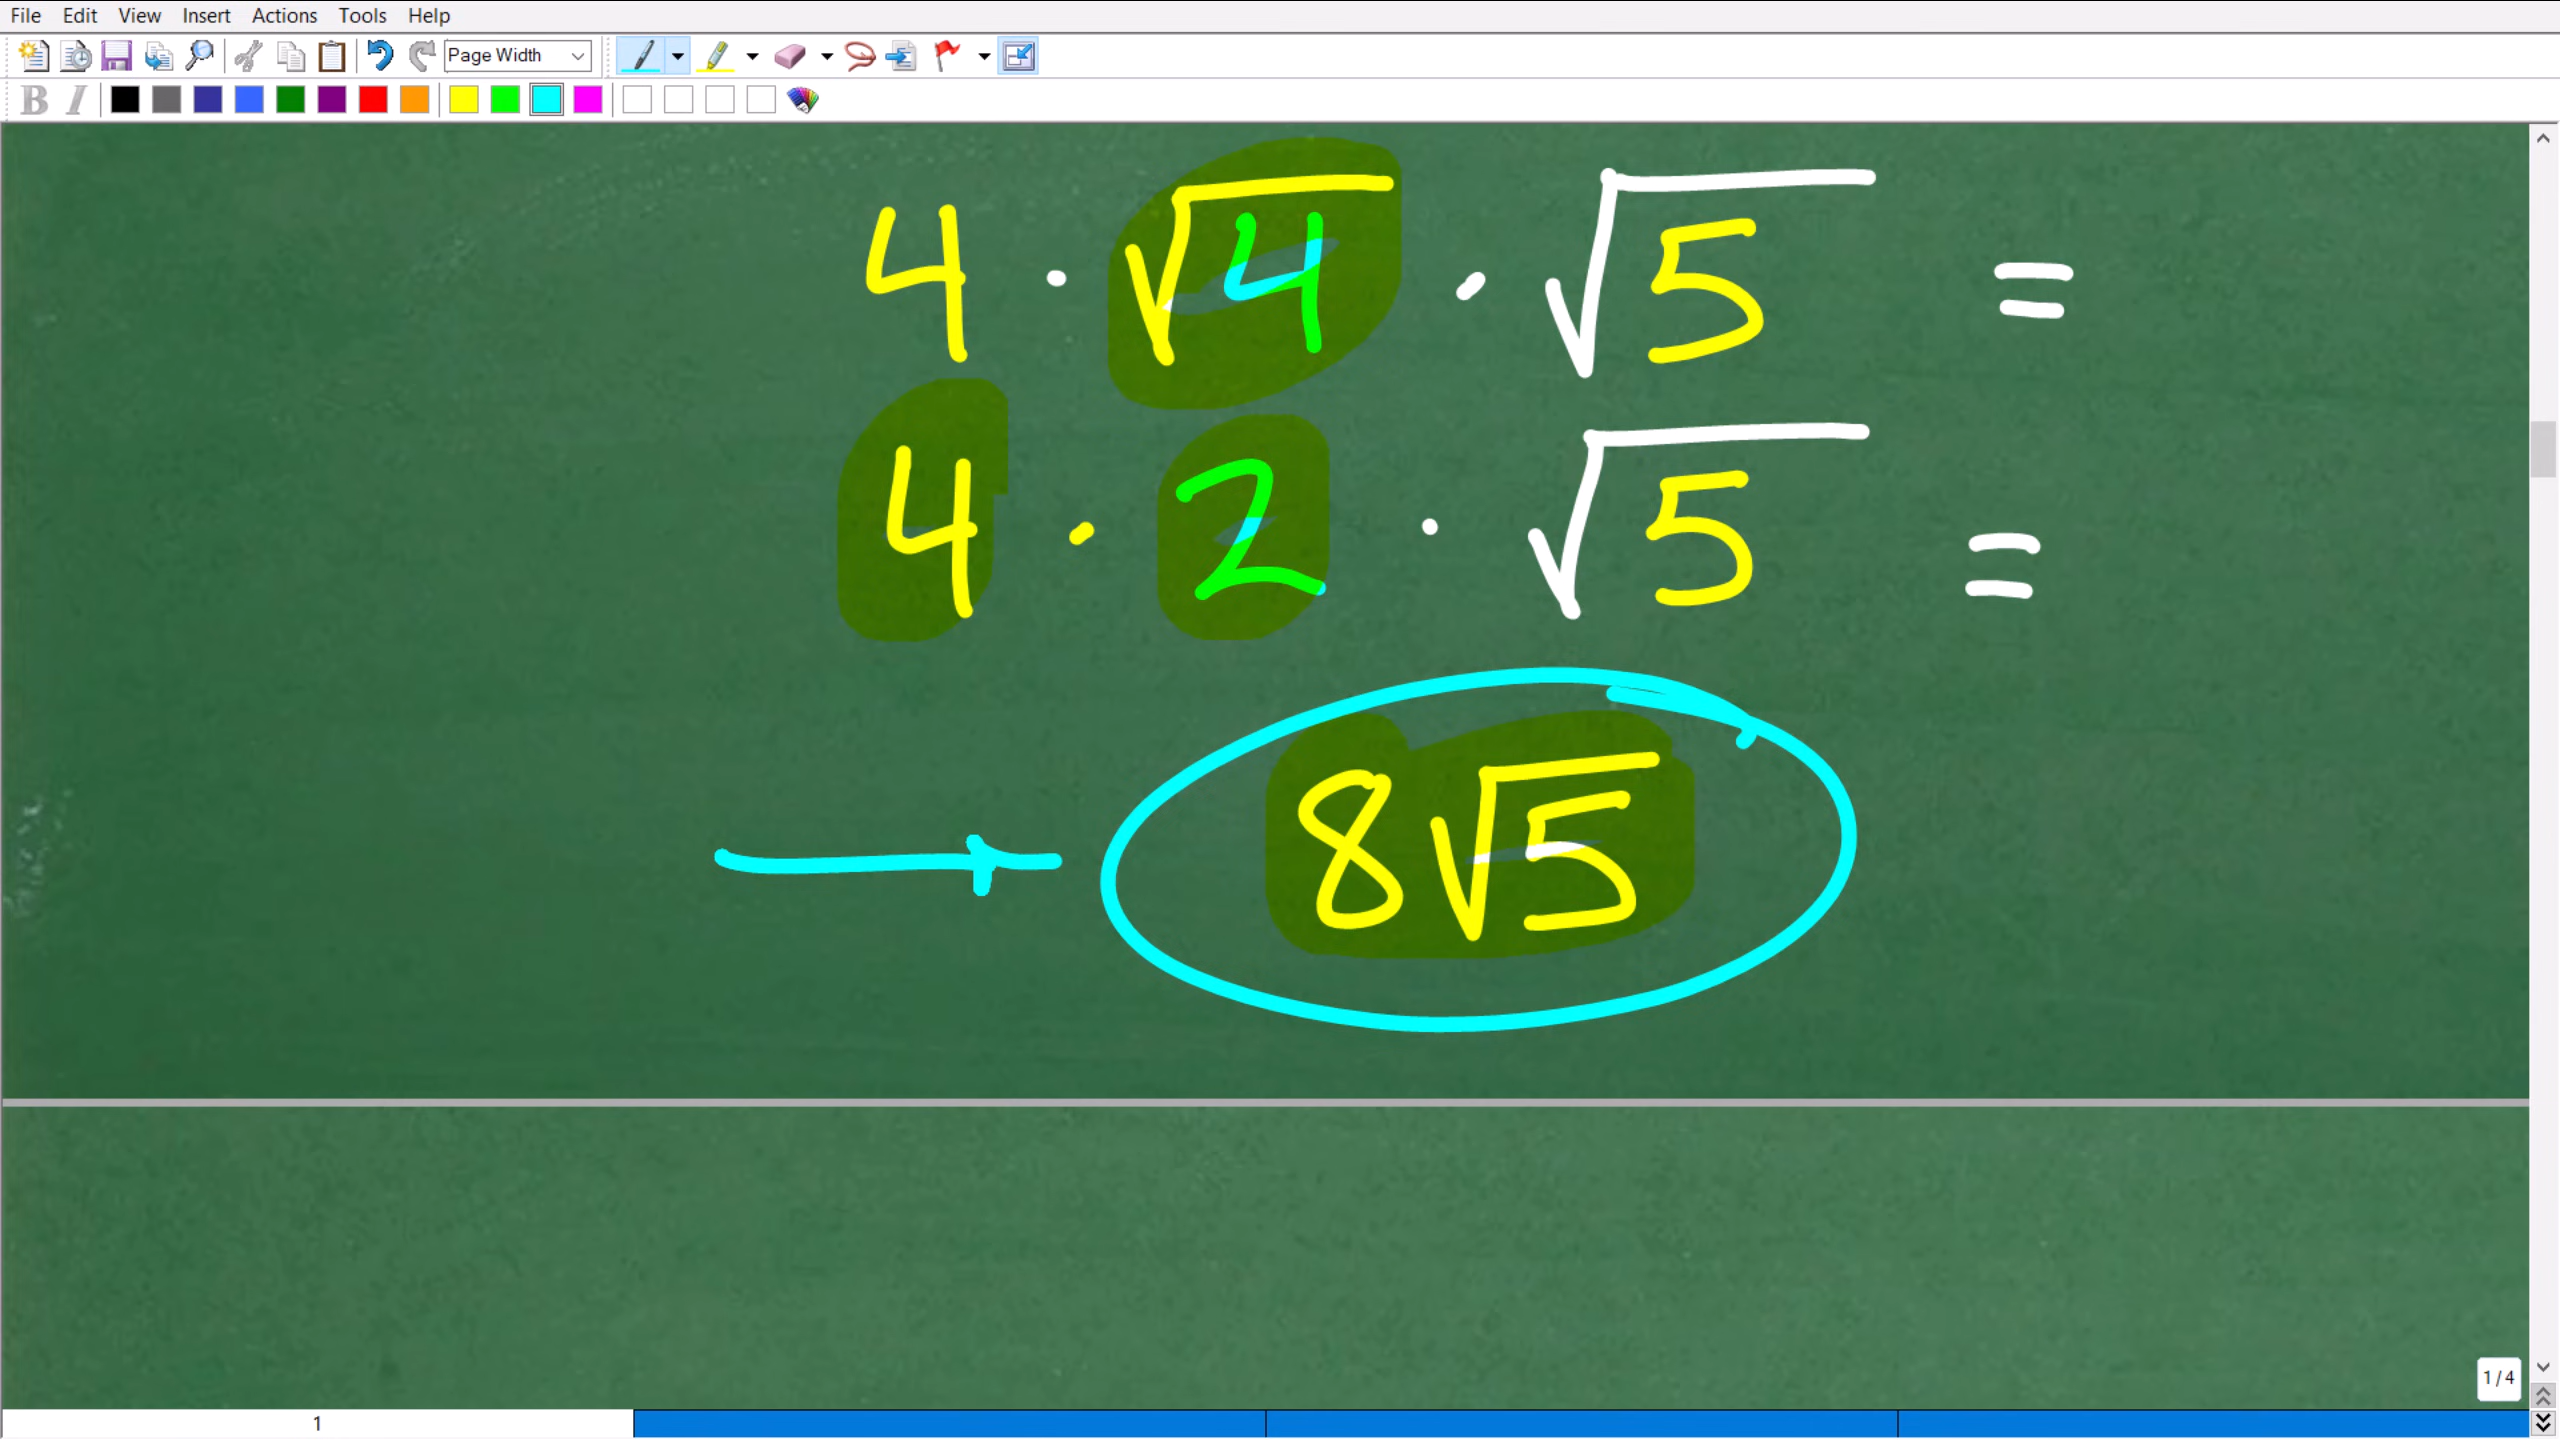 File Edit View Insert Actions Tools Help
Page Width
B I
4 · √4 · √5 =
4 · 2 · √5 =
8√5
1 / 4
1